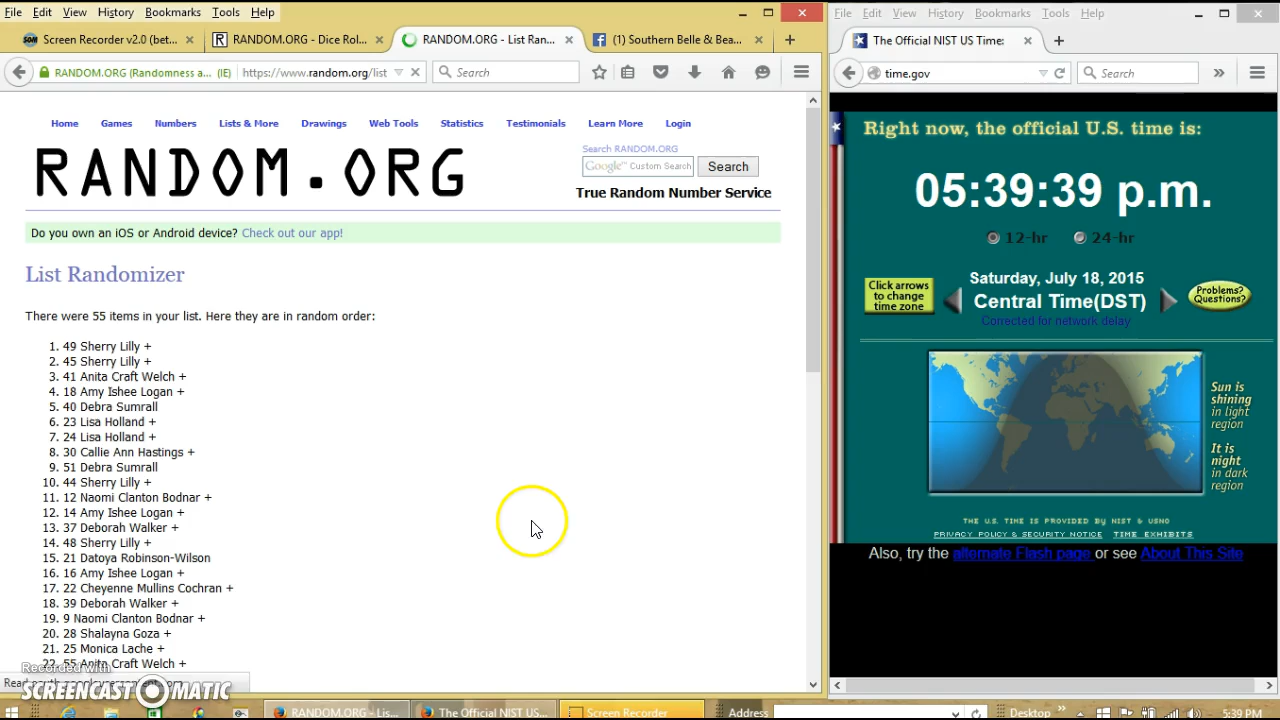 File Edit View History Bookmarks Tools Help
Screen Recorder v2.0 (bet... RANDOM.ORG - Dice Rol... RANDOM.ORG - List Ran... (1) Southern Belle & Bea...
RANDOM.ORG (Randomness a... (IE) https://www.random.org/list Search
Home Games Numbers Lists & More Drawings Web Tools Statistics Testimonials Learn More Login
RANDOM.ORG
Search RANDOM.ORG
Google™ Custom Search Search
True Random Number Service
Do you own an iOS or Android device? Check out our app!
List Randomizer
There were 55 items in your list. Here they are in random order:
1. 49 Sherry Lilly +
2. 45 Sherry Lilly +
3. 41 Anita Craft Welch +
4. 18 Amy Ishee Logan +
5. 40 Debra Sumrall
6. 23 Lisa Holland +
7. 24 Lisa Holland +
8. 30 Callie Ann Hastings +
9. 51 Debra Sumrall
10. 44 Sherry Lilly +
11. 12 Naomi Clanton Bodnar +
12. 14 Amy Ishee Logan +
13. 37 Deborah Walker +
14. 48 Sherry Lilly +
15. 21 Datoya Robinson-Wilson
16. 16 Amy Ishee Logan +
17. 22 Cheyenne Mullins Cochran +
18. 39 Deborah Walker +
19. 9 Naomi Clanton Bodnar +
20. 28 Shalayna Goza +
21. 25 Monica Lache +
22. 55 Anita Craft Welch +
Recorded with
SCREENCAST MATIC
File Edit View History Bookmarks Tools Help
The Official NIST US Time:
time.gov Search
Right now, the official U.S. time is:
05:39:39 p.m.
12-hr 24-hr
Click arrows to change time zone
Saturday, July 18, 2015
Central Time(DST)
Corrected for network delay
Problems? Questions?
Sun is shining in light region
It is night in dark region
THE U.S. TIME IS PROVIDED BY NIST & USNO
PRIVACY POLICY & SECURITY NOTICE TIME EXHIBITS
Also, try the alternate Flash page or see About This Site
RANDOM.ORG - Lis... The Official NIST US... Screen Recorder Address Desktop 5:39 PM